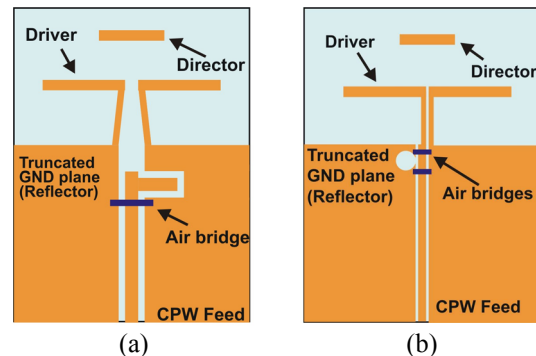 Driver
Director
Truncated
GND plane
(Reflector)
Air bridge
CPW Feed
(a)
Driver
Director
Truncated
GND plane
(Reflector)
Air bridges
CPW Feed
(b)